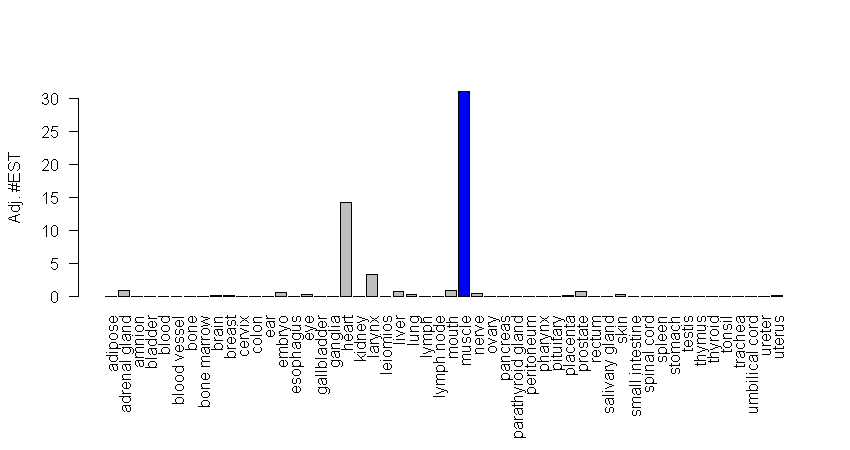 Adj. #EST
30
25
20
15
10
5
0
adipose
adrenal gland
amnion
bladder
blood
blood vessel
bone
bone marrow
brain
breast
cervix
colon
ear
embryo
esophagus
eye
gallbladder
ganglia
heart
kidney
larynx
leiomios
liver
lung
lymph
lymph node
mouth
muscle
nerve
ovary
pancreas
parathyroid gland
peritoneum
pharynx
pituitary
placenta
prostate
rectum
salivary gland
skin
small intestine
spinal cord
spleen
stomach
testis
thymus
thyroid
tonsil
trachea
umbilical cord
ureter
uterus